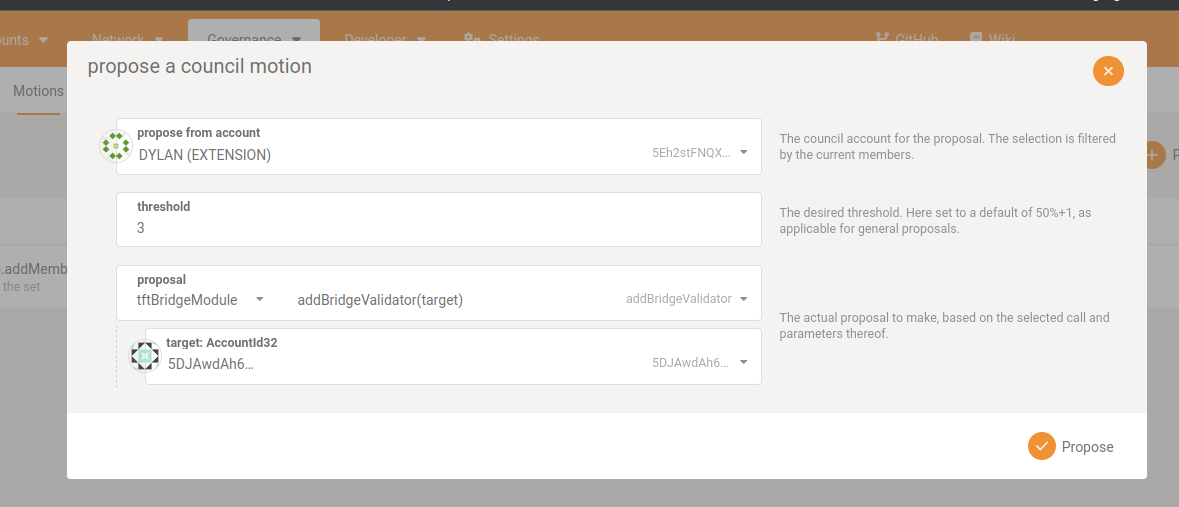 Network
Governance
Developer
Settings
GitHub
Wiki
propose a council motion
Motions
propose from account
DYLAN (EXTENSION)
5Eh2stFNQX...
The council account for the proposal. The selection is filtered
by the current members.
threshold
3
The desired threshold. Here set to a default of 50%+1, as
applicable for general proposals.
proposal
tftBridgeModule
addBridgeValidator(target)
addBridgeValidator
The actual proposal to make, based on the selected call and
parameters thereof.
.addMemb
the set
target: AccountId32
5DJAwdAh6...
5DJAwdAh6...
Propose